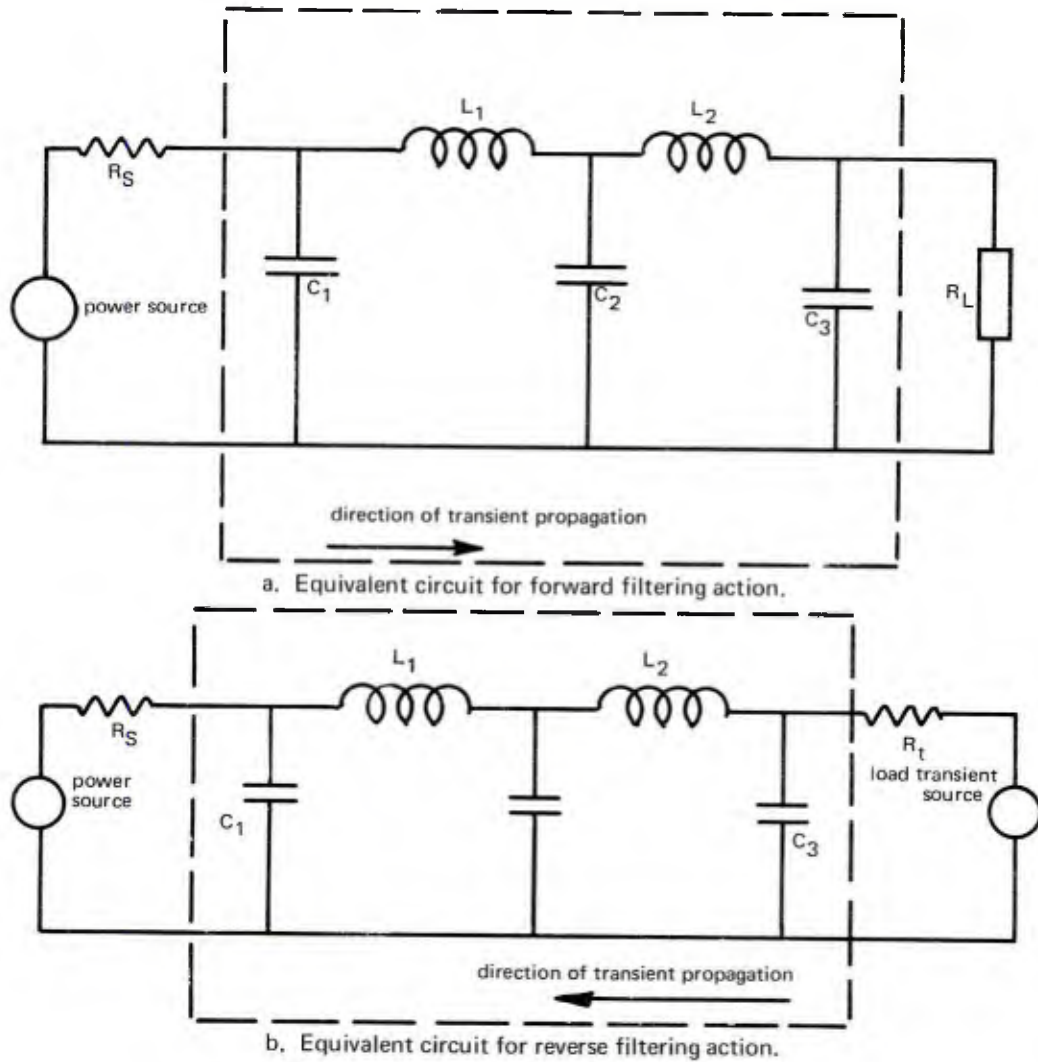 L1
L2
RS
power source
C1
C2
C3
RL
direction of transient propagation
a. Equivalent circuit for forward filtering action.
L1
L2
RS
Rt
power
source
load transient
source
C1
C3
direction of transient propagation
b. Equivalent circuit for reverse filtering action.